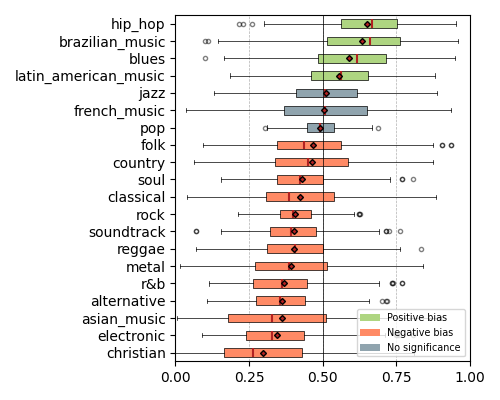 hip_hop
brazilian_music
blues
latin_american_music
jazz
french_music
pop
folk
country
soul
classical
rock
soundtrack
reggae
metal
r&b
alternative
asian_music
electronic
christian
Positive bias
Negative bias
No significance
0.00 0.25 0.50 0.75 1.00